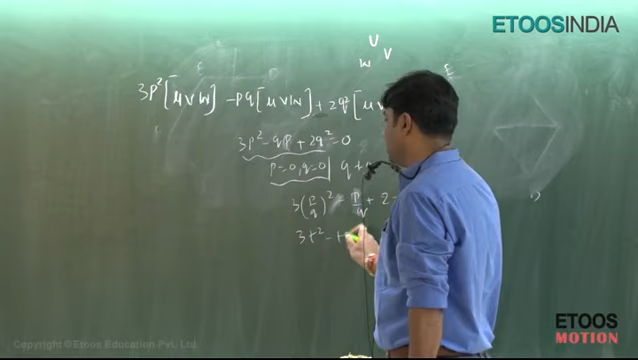 ETOOSINDIA
U
V
W
E
E
3p² [ū v w] - pq [u v w] + 2q² [u v
3p² - qp + 2q² = 0
p=0, q=0 | q ≠
3(p/q)² - p/q + 2 =
3t² - t
D
ETOOS
MOTION
Copyright © Etoos Education Pvt. Ltd.